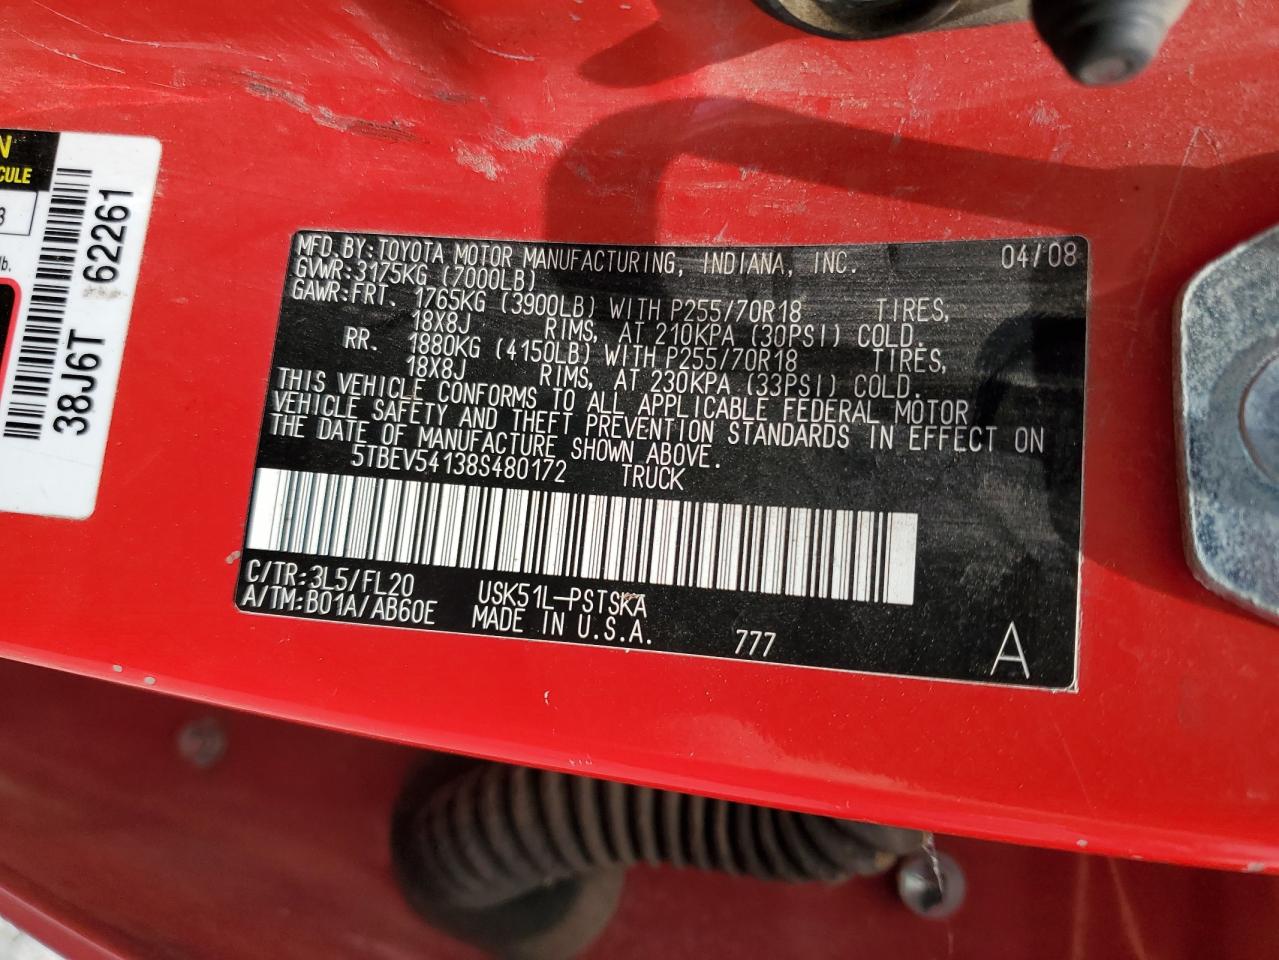 N
CULE
3
lb.
62261
38J6T
MFD BY:TOYOTA MOTOR MANUFACTURING, INDIANA, INC. 04/08
GVWR:3175KG (7000LB)
GAWR:FRT. 1765KG (3900LB) WITH P255/70R18 TIRES,
18X8J RIMS, AT 210KPA (30PSI) COLD.
RR. 1880KG (4150LB) WITH P255/70R18 TIRES,
18X8J RIMS, AT 230KPA (33PSI) COLD.
THIS VEHICLE CONFORMS TO ALL APPLICABLE FEDERAL MOTOR
VEHICLE SAFETY AND THEFT PREVENTION STANDARDS IN EFFECT ON
THE DATE OF MANUFACTURE SHOWN ABOVE.
5TBEV54138S480172 TRUCK
C/TR:3L5/FL20 USK51L-PSTSKA
A/TM:B01A/AB60E MADE IN U.S.A. 777 A